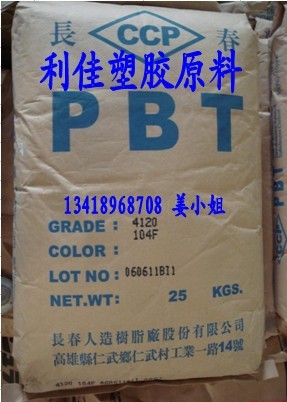 長 CCP 春
利佳塑胶原料
PBT
13418968708 姜小姐
GRADE: 4120
104F
COLOR:
LOT NO: 060611BT1
NET.WT: 25 KGS.
長春人造樹脂廠股份有限公司
高雄縣仁武鄉仁武村工業一路14號